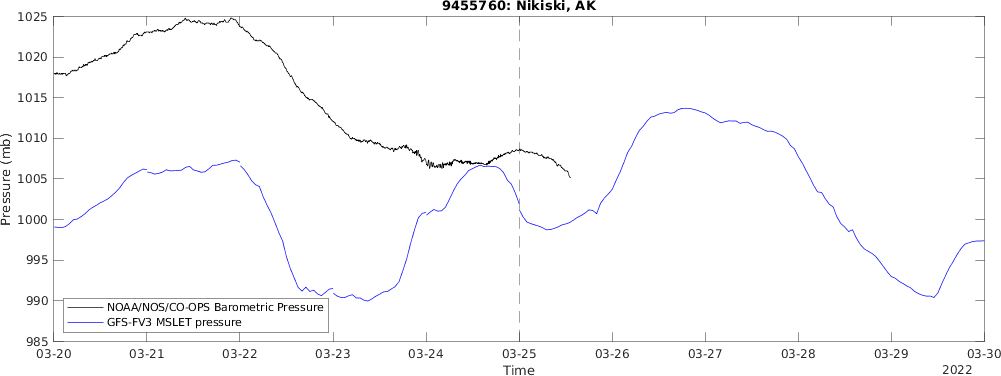 9455760: Nikiski, AK
Pressure (mb)
1025
1020
1015
1010
1005
1000
995
990
985
NOAA/NOS/CO-OPS Barometric Pressure
GFS-FV3 MSLET pressure
03-20 03-21 03-22 03-23 03-24 03-25 03-26 03-27 03-28 03-29 03-30
Time
2022